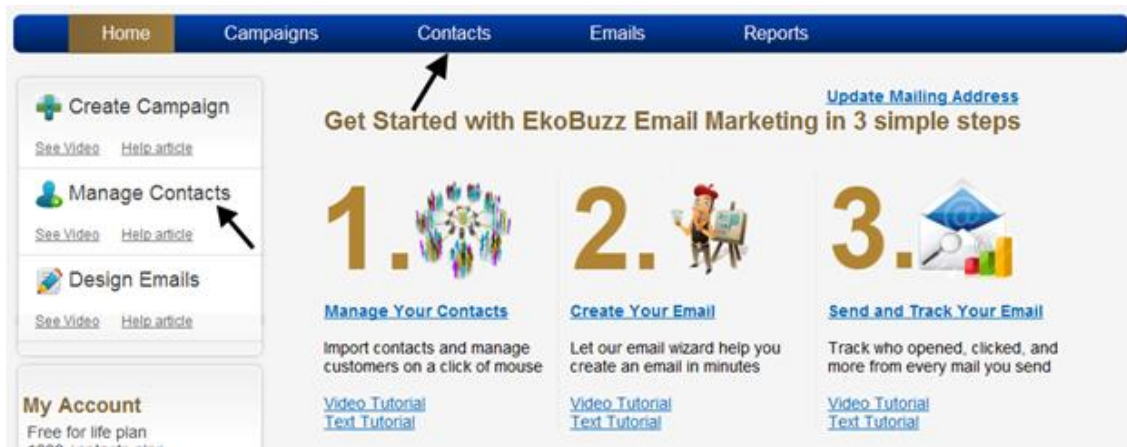 Home Campaigns Contacts Emails Reports
Create Campaign
See Video Help article
Manage Contacts
See Video Help article
Design Emails
See Video Help article
My Account
Free for life plan
Update Mailing Address
Get Started with EkoBuzz Email Marketing in 3 simple steps
1.
Manage Your Contacts
Import contacts and manage
customers on a click of mouse
Video Tutorial
Text Tutorial
2.
Create Your Email
Let our email wizard help you
create an email in minutes
Video Tutorial
Text Tutorial
3.
@
Send and Track Your Email
Track who opened, clicked, and
more from every mail you send
Video Tutorial
Text Tutorial